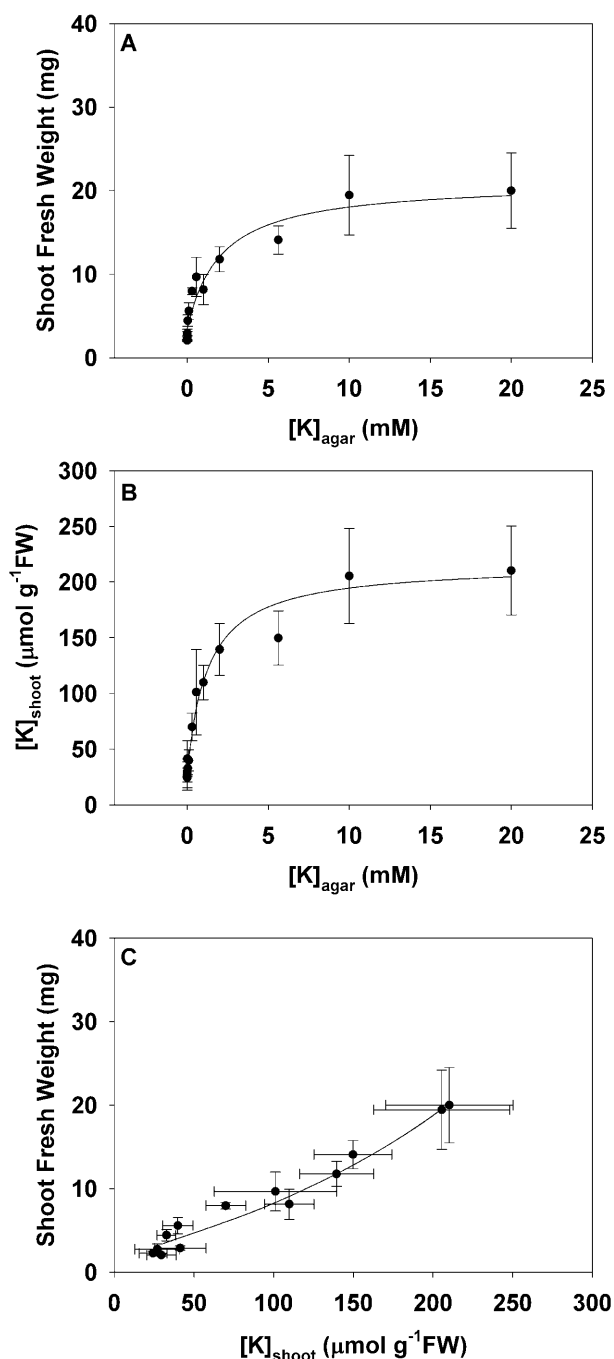 A
Shoot Fresh Weight (mg)
40
30
20
10
0
0 5 10 15 20 25
[K]agar (mM)
B
[K]shoot (μmol g-1FW)
300
250
200
150
100
50
0
0 5 10 15 20 25
[K]agar (mM)
C
Shoot Fresh Weight (mg)
40
30
20
10
0
0 50 100 150 200 250 300
[K]shoot (μmol g-1FW)